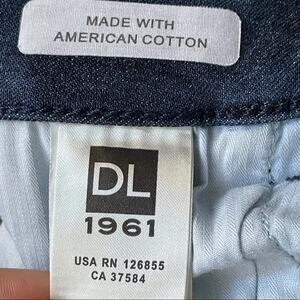 MADE WITH
AMERICAN COTTON
DL
1961
USA RN 126855
CA 37584